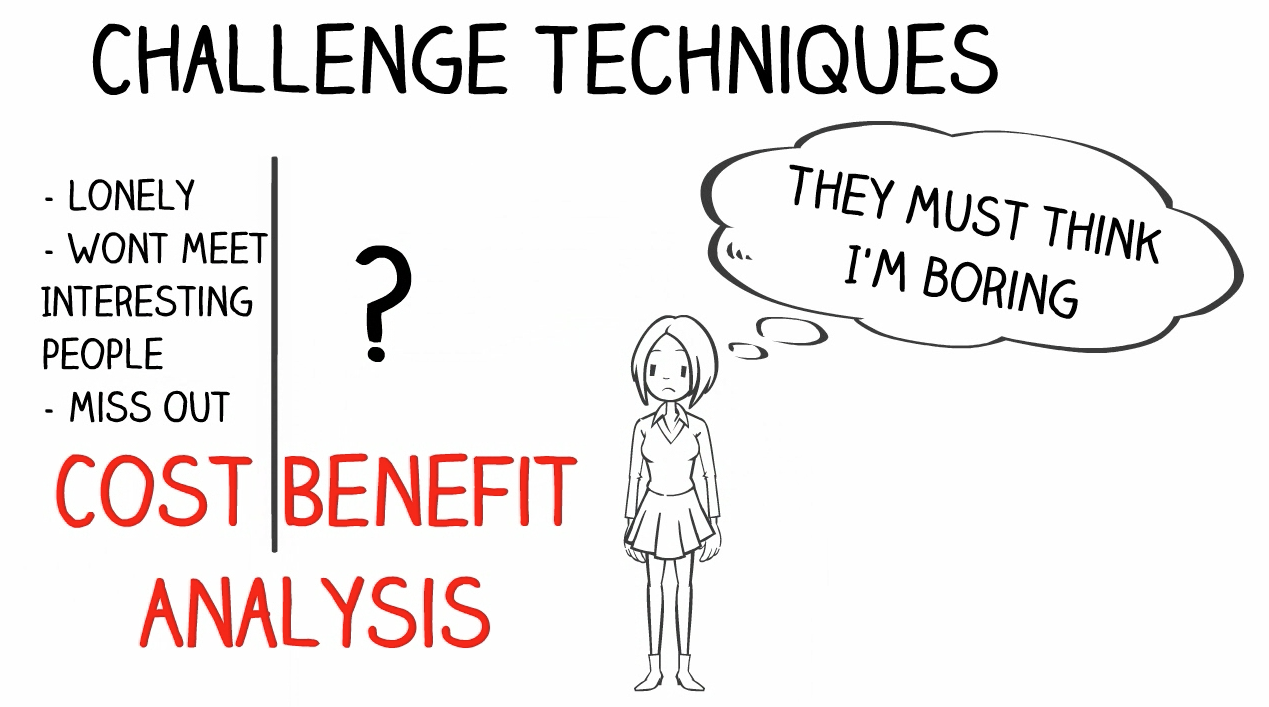 CHALLENGE TECHNIQUES
- LONELY
- WONT MEET
INTERESTING
PEOPLE
- MISS OUT
?
COST BENEFIT
ANALYSIS
THEY MUST THINK
I'M BORING